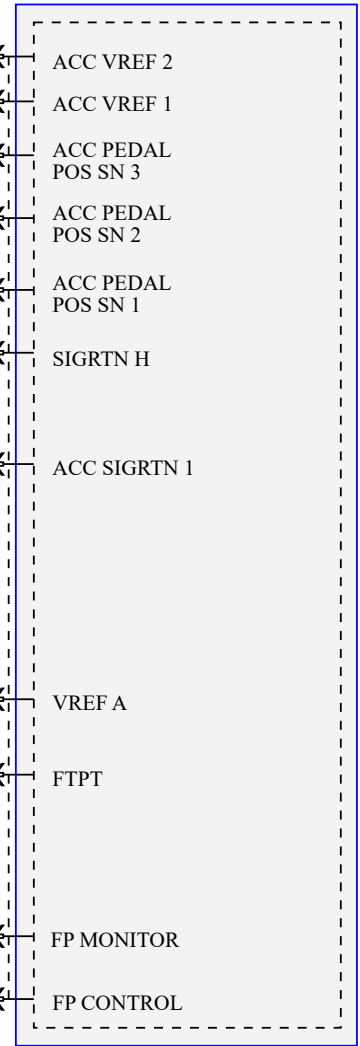 ACC VREF 2
ACC VREF 1
ACC PEDAL
POS SN 3
ACC PEDAL
POS SN 2
ACC PEDAL
POS SN 1
SIGRTN H
ACC SIGRTN 1
VREF A
FTPT
FP MONITOR
FP CONTROL